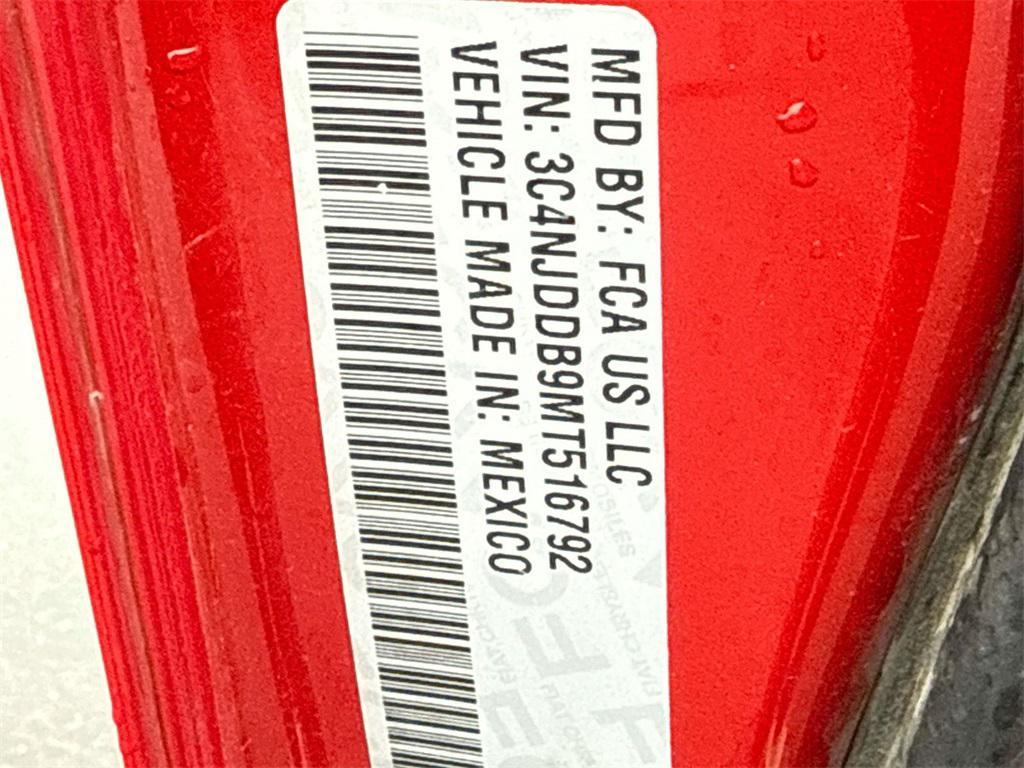 MFD BY: FCA US LLC
VIN: 3C4NJDDB9MT516792
VEHICLE MADE IN: MEXICO